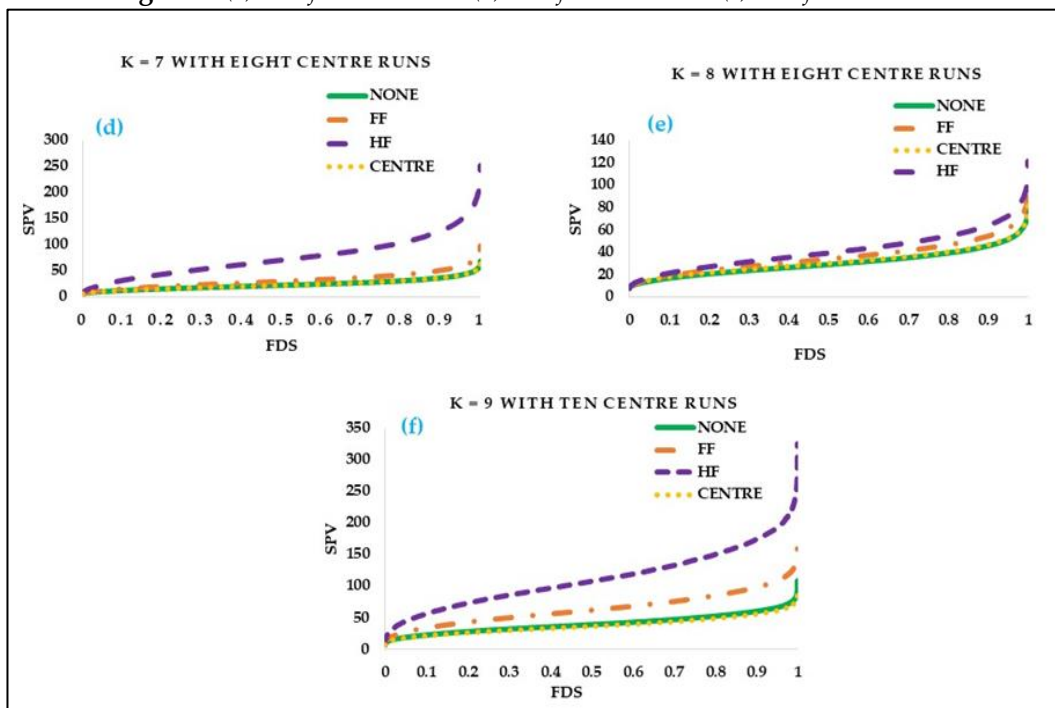 K = 7 WITH EIGHT CENTRE RUNS
NONE
FF
HF
CENTRE
(d)
300
250
200
150
100
50
0
SPV
0 0.1 0.2 0.3 0.4 0.5 0.6 0.7 0.8 0.9 1
FDS
K = 8 WITH EIGHT CENTRE RUNS
NONE
FF
CENTRE
HF
(e)
140
120
100
80
60
40
20
0
SPV
0 0.1 0.2 0.3 0.4 0.5 0.6 0.7 0.8 0.9 1
FDS
K = 9 WITH TEN CENTRE RUNS
NONE
FF
HF
CENTRE
(f)
350
300
250
200
150
100
50
0
SPV
0 0.1 0.2 0.3 0.4 0.5 0.6 0.7 0.8 0.9 1
FDS